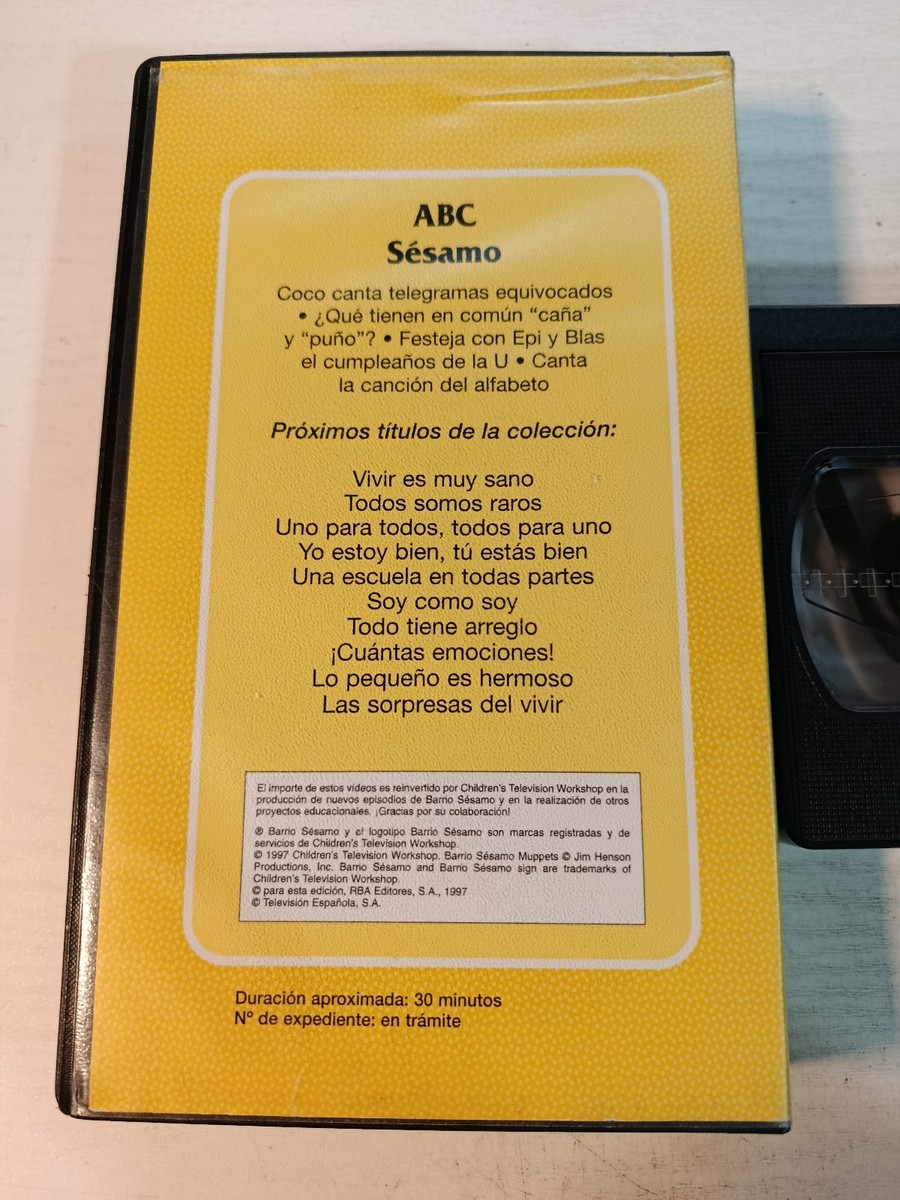 ABC
Sésamo
Coco canta telegramas equivocados
• ¿Qué tienen en común “caña”
y “puño”? • Festeja con Epi y Blas
el cumpleaños de la U • Canta
la canción del alfabeto
Próximos títulos de la colección:
Vivir es muy sano
Todos somos raros
Uno para todos, todos para uno
Yo estoy bien, tú estás bien
Una escuela en todas partes
Soy como soy
Todo tiene arreglo
¡Cuántas emociones!
Lo pequeño es hermoso
Las sorpresas del vivir
El importe de estos vídeos es reinvertido por Children's Television Workshop en la
producción de nuevos episodios de Barrio Sésamo y en la realización de otros
proyectos educacionales. ¡Gracias por su colaboración!
® Barrio Sésamo y el logotipo Barrio Sésamo son marcas registradas y de
servicios de Children's Television Workshop.
© 1997 Children's Television Workshop. Barrio Sésamo Muppets © Jim Henson
Productions, Inc. Barrio Sésamo and Barrio Sésamo sign are trademarks of
Children's Television Workshop.
© para esta edición, RBA Editores, S.A., 1997
© Televisión Española, S.A.
Duración aproximada: 30 minutos
Nº de expediente: en trámite